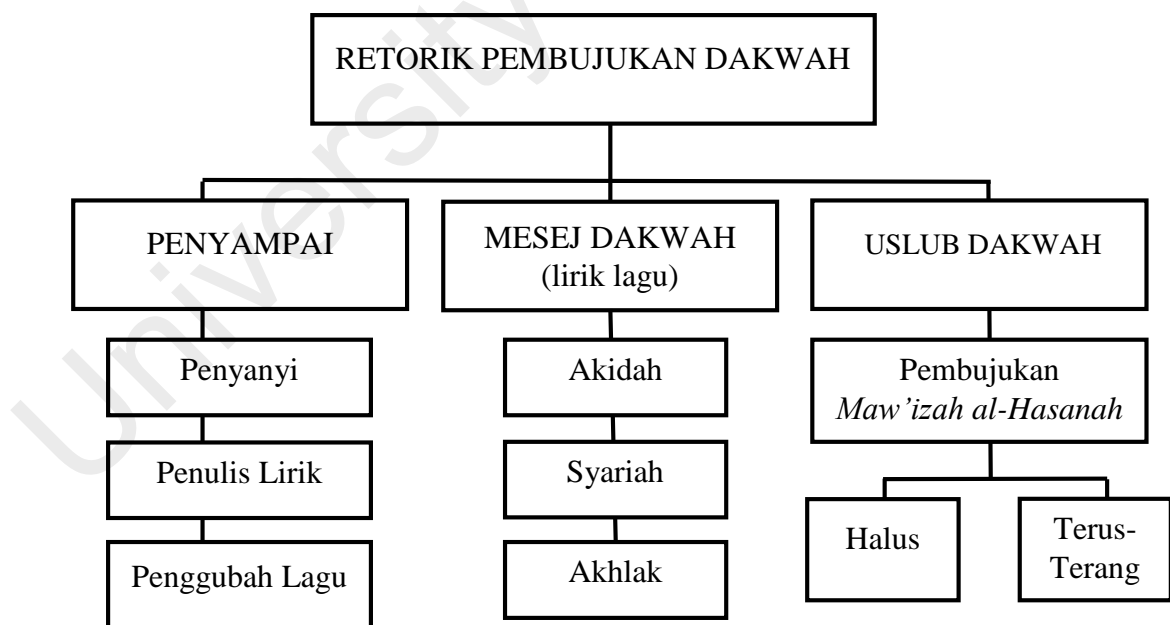 RETORIK PEMBUJUKAN DAKWAH
PENYAMPAI
MESEJ DAKWAH
(lirik lagu)
USLUB DAKWAH
Penyanyi
Akidah
Pembujukan
Maw’izah al-Hasanah
Penulis Lirik
Syariah
Halus
Terus-
Terang
Penggubah Lagu
Akhlak
University